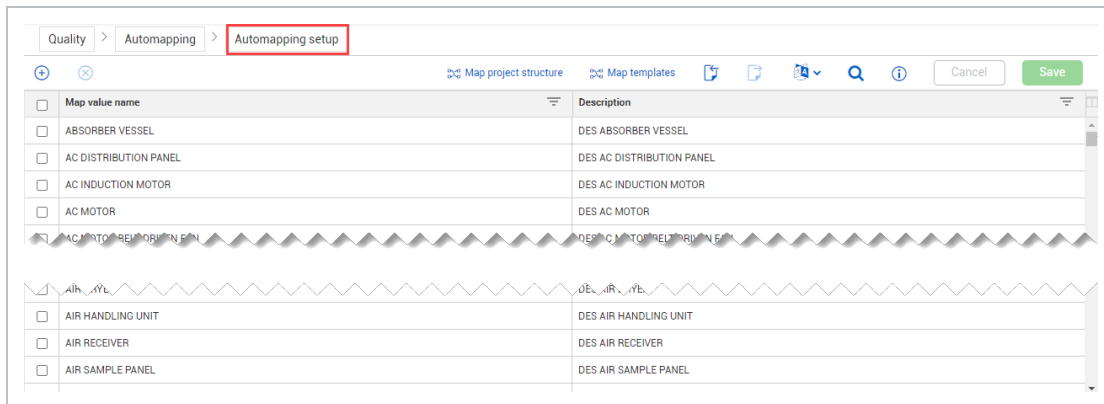 Quality > Automapping > Automapping setup
Map project structure Map templates Cancel Save
Map value name Description
ABSORBER VESSEL DES ABSORBER VESSEL
AC DISTRIBUTION PANEL DES AC DISTRIBUTION PANEL
AC INDUCTION MOTOR DES AC INDUCTION MOTOR
AC MOTOR DES AC MOTOR
AIR HANDLING UNIT DES AIR HANDLING UNIT
AIR RECEIVER DES AIR RECEIVER
AIR SAMPLE PANEL DES AIR SAMPLE PANEL